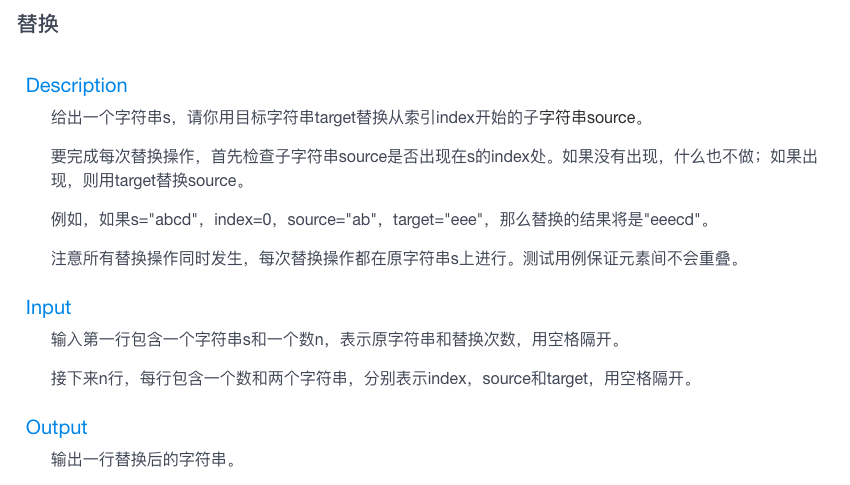 替换
Description
给出一个字符串s，请你用目标字符串target替换从索引index开始的子字符串source。
要完成每次替换操作，首先检查子字符串source是否出现在s的index处。如果没有出现，什么也不做；如果出
现，则用target替换source。
例如，如果s="abcd"，index=0，source="ab"，target="eee"，那么替换的结果将是"eeecd"。
注意所有替换操作同时发生，每次替换操作都在原字符串s上进行。测试用例保证元素间不会重叠。
Input
输入第一行包含一个字符串s和一个数n，表示原字符串和替换次数，用空格隔开。
接下来n行，每行包含一个数和两个字符串，分别表示index，source和target，用空格隔开。
Output
输出一行替换后的字符串。